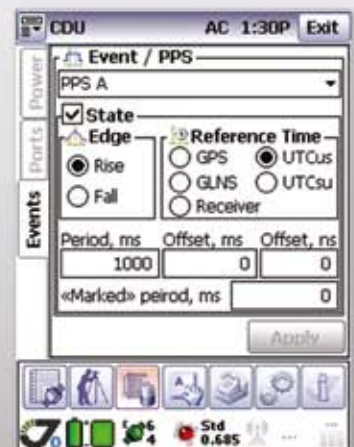 CDU AC 1:30P Exit
Power
Ports
Events
Event / PPS
PPS A
State
Edge
Rise
Fall
Reference Time
GPS UTCus
GLNS UTCsu
Receiver
Period, ms Offset, ms Offset, ns
1000 0 0
«Marked» peirod, ms 0
Apply
6
4
Std
0.685
...